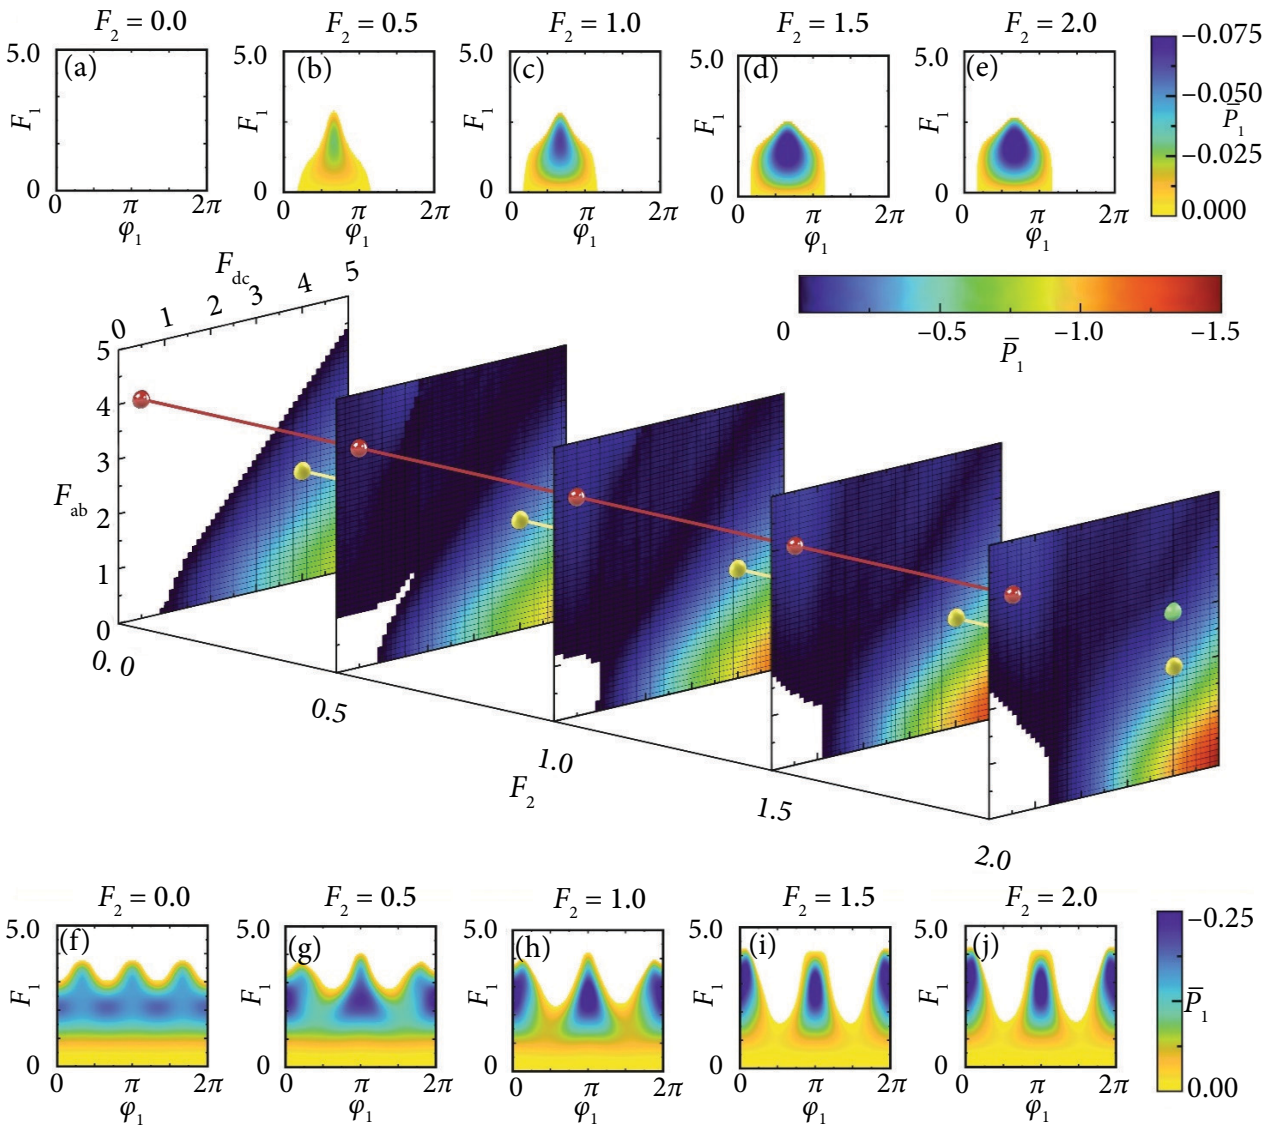 F2 = 0.0
F2 = 0.5
F2 = 1.0
F2 = 1.5
F2 = 2.0
5.0 (a) F1 0 0 π 2π φ1
(b) 5.0 F1 0 0 π 2π φ1
(c) 5.0 F1 0 0 π 2π φ1
(d) 5.0 F1 0 0 π 2π φ1
(e) 5.0 F1 0 0 π 2π φ1
−0.075
−0.050
P̄1
−0.025
0.000
Fdc
0 1 2 3 4 5
0 −0.5 −1.0 −1.5
P̄1
5
4
3
Fab
2
1
0
0.0
0.5
1.0
F2
1.5
2.0
F2 = 0.0
F2 = 0.5
F2 = 1.0
F2 = 1.5
F2 = 2.0
5.0 (f) F1 0 0 π 2π φ1
5.0 (g) F1 0 0 π 2π φ1
5.0 (h) F1 0 0 π 2π φ1
5.0 (i) F1 0 0 π 2π φ1
5.0 (j) F1 0 0 π 2π φ1
−0.25
P̄1
0.00